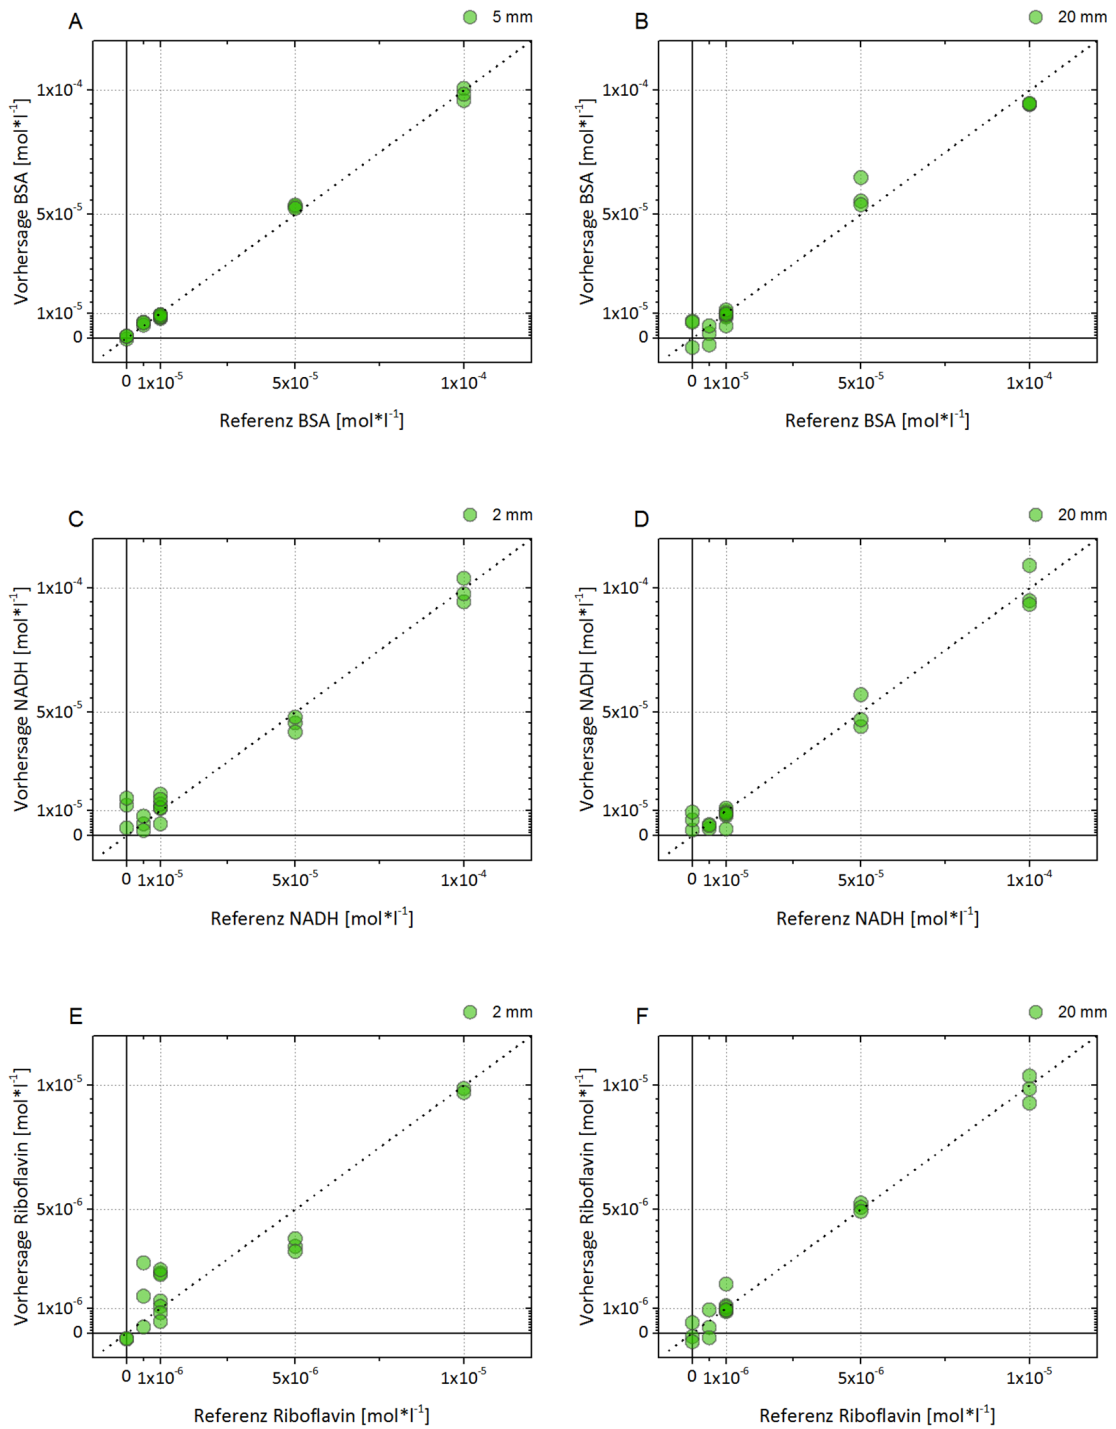 A
5 mm
1x10⁻⁴
5x10⁻⁵
1x10⁻⁵
0
Vorhersage BSA [mol*l⁻¹]
0 1x10⁻⁵ 5x10⁻⁵ 1x10⁻⁴
Referenz BSA [mol*l⁻¹]
B
20 mm
1x10⁻⁴
5x10⁻⁵
1x10⁻⁵
0
Vorhersage BSA [mol*l⁻¹]
0 1x10⁻⁵ 5x10⁻⁵ 1x10⁻⁴
Referenz BSA [mol*l⁻¹]
C
2 mm
1x10⁻⁴
5x10⁻⁵
1x10⁻⁵
0
Vorhersage NADH [mol*l⁻¹]
0 1x10⁻⁵ 5x10⁻⁵ 1x10⁻⁴
Referenz NADH [mol*l⁻¹]
D
20 mm
1x10⁻⁴
5x10⁻⁵
1x10⁻⁵
0
Vorhersage NADH [mol*l⁻¹]
0 1x10⁻⁵ 5x10⁻⁵ 1x10⁻⁴
Referenz NADH [mol*l⁻¹]
E
2 mm
1x10⁻⁵
5x10⁻⁶
1x10⁻⁶
0
Vorhersage Riboflavin [mol*l⁻¹]
0 1x10⁻⁶ 5x10⁻⁶ 1x10⁻⁵
Referenz Riboflavin [mol*l⁻¹]
F
20 mm
1x10⁻⁵
5x10⁻⁶
1x10⁻⁶
0
Vorhersage Riboflavin [mol*l⁻¹]
0 1x10⁻⁶ 5x10⁻⁶ 1x10⁻⁵
Referenz Riboflavin [mol*l⁻¹]